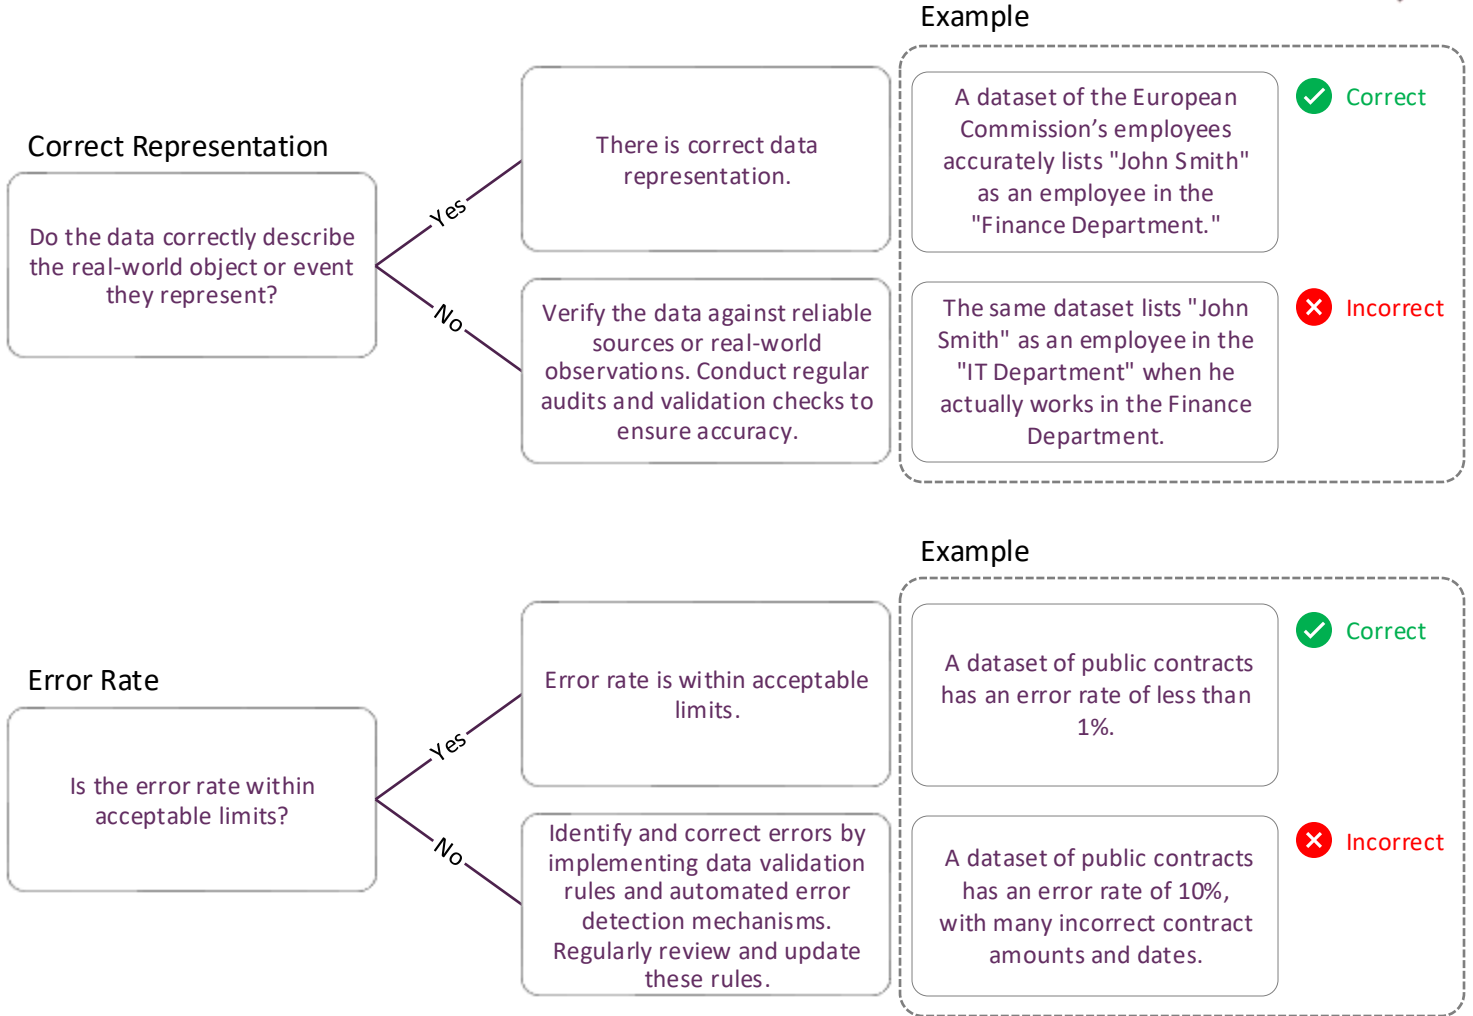 Example
Correct Representation
Do the data correctly describe
the real-world object or event
they represent?
Yes
No
There is correct data
representation.
Verify the data against reliable
sources or real-world
observations. Conduct regular
audits and validation checks to
ensure accuracy.
A dataset of the European
Commission’s employees
accurately lists "John Smith"
as an employee in the
"Finance Department."
Correct
The same dataset lists "John
Smith" as an employee in the
"IT Department" when he
actually works in the Finance
Department.
Incorrect
Example
Error Rate
Is the error rate within
acceptable limits?
Yes
No
Error rate is within acceptable
limits.
Identify and correct errors by
implementing data validation
rules and automated error
detection mechanisms.
Regularly review and update
these rules.
A dataset of public contracts
has an error rate of less than
1%.
Correct
A dataset of public contracts
has an error rate of 10%,
with many incorrect contract
amounts and dates.
Incorrect